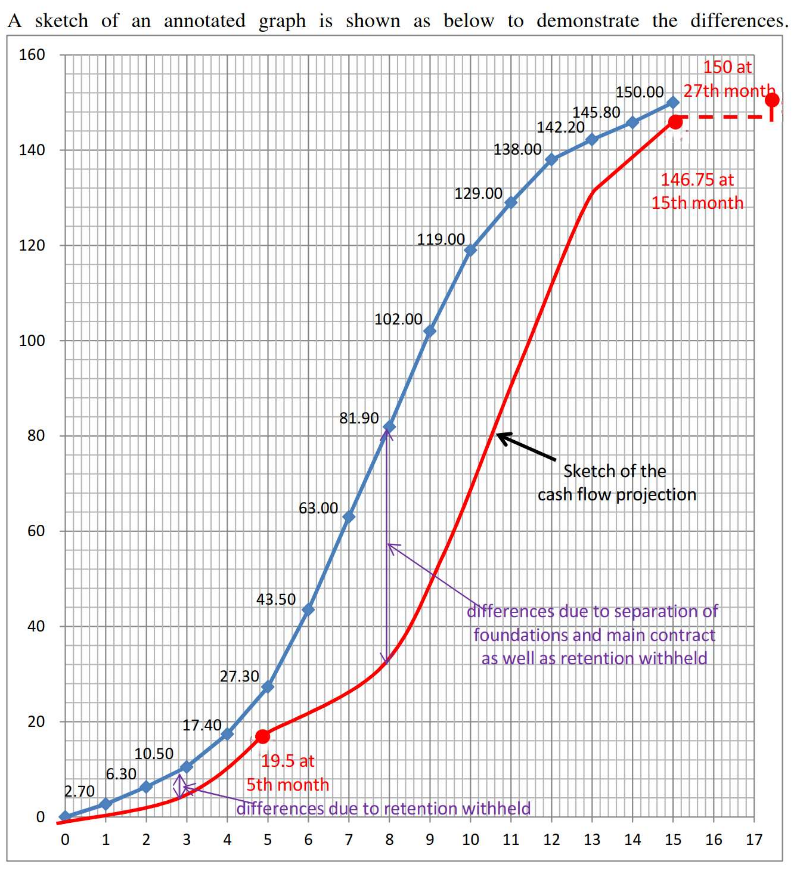 A sketch of an annotated graph is shown as below to demonstrate the differences.
160
150 at
27th month
150.00
145.80
142.20
140
138.00
146.75 at
15th month
129.00
120
119.00
102.00
100
81.90
80
Sketch of the
cash flow projection
63.00
60
43.50
differences due to separation of
foundations and main contract
as well as retention withheld
40
27.30
20
17.40
10.50
19.5 at
5th month
6.30
2.70
differences due to retention withheld
0
0 1 2 3 4 5 6 7 8 9 10 11 12 13 14 15 16 17